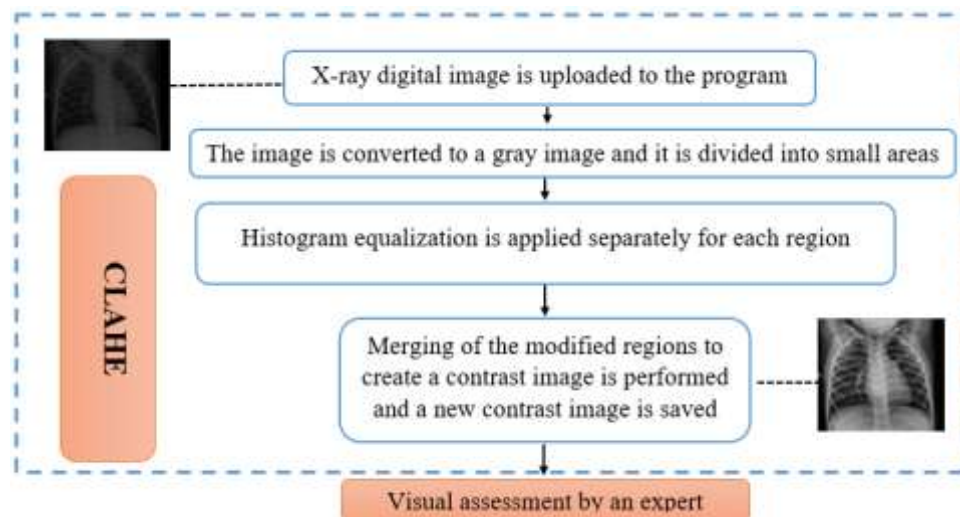 X-ray digital image is uploaded to the program
The image is converted to a gray image and it is divided into small areas
Histogram equalization is applied separately for each region
CLAHE
Merging of the modified regions to
create a contrast image is performed
and a new contrast image is saved
Visual assessment by an expert